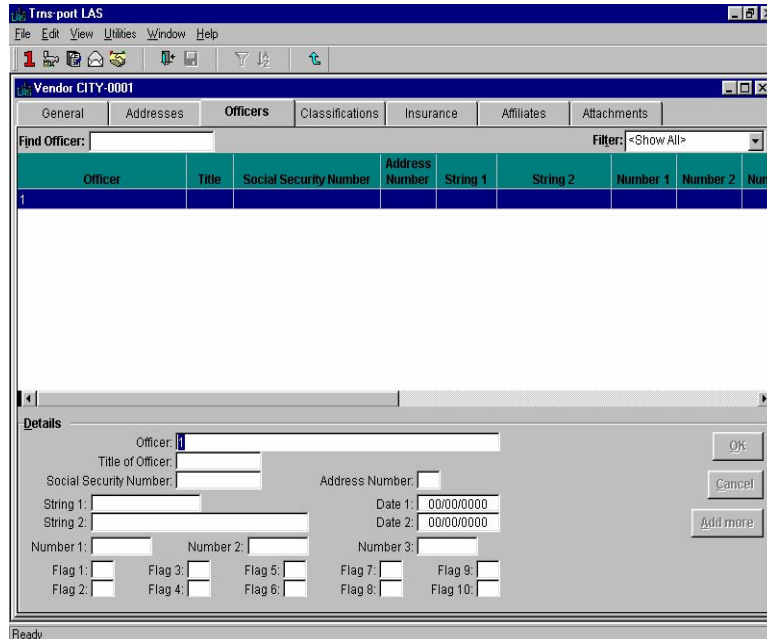 Trns·port LAS
File Edit View Utilities Window Help
1
Vendor CITY-0001
General Addresses Officers Classifications Insurance Affiliates Attachments
Find Officer: Filter: <Show All>
Officer Title Social Security Number Address Number String 1 String 2 Number 1 Number 2 Num
1
Details
Officer: 1
Title of Officer:
Social Security Number: Address Number:
String 1: Date 1: 00/00/0000
String 2: Date 2: 00/00/0000
Number 1: Number 2: Number 3:
Flag 1: Flag 3: Flag 5: Flag 7: Flag 9:
Flag 2: Flag 4: Flag 6: Flag 8: Flag 10:
OK
Cancel
Add more
Ready